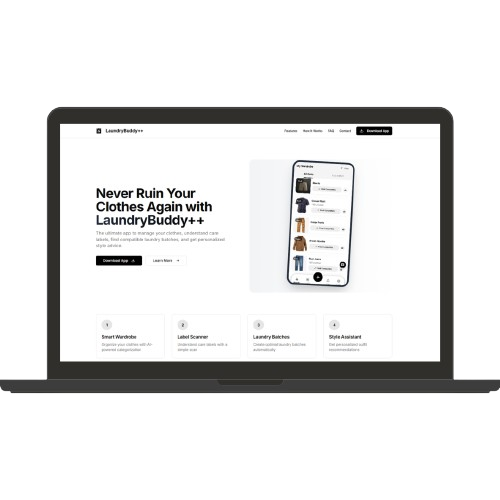 LaundryBuddy++
Features How it Works FAQ Contact Download App
Never Ruin Your
Clothes Again with
LaundryBuddy++
The ultimate app to manage your clothes, understand care
labels, find compatible laundry batches, and get personalized
style advice
Download App
Learn More
1
Smart Wardrobe
Organize your clothes with AI-
powered categorization
2
Label Scanner
Understand care labels with a
simple scan
3
Laundry Batches
Create optimal laundry batches
automatically
4
Style Assistant
Get personalized outfit
recommendations